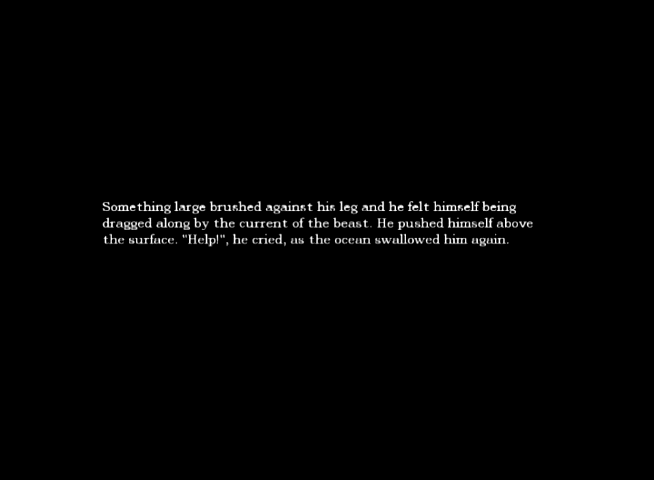 Something large brushed against his leg and he felt himself being
dragged along by the current of the beast. He pushed himself above
the surface. "Help!", he cried, as the ocean swallowed him again.